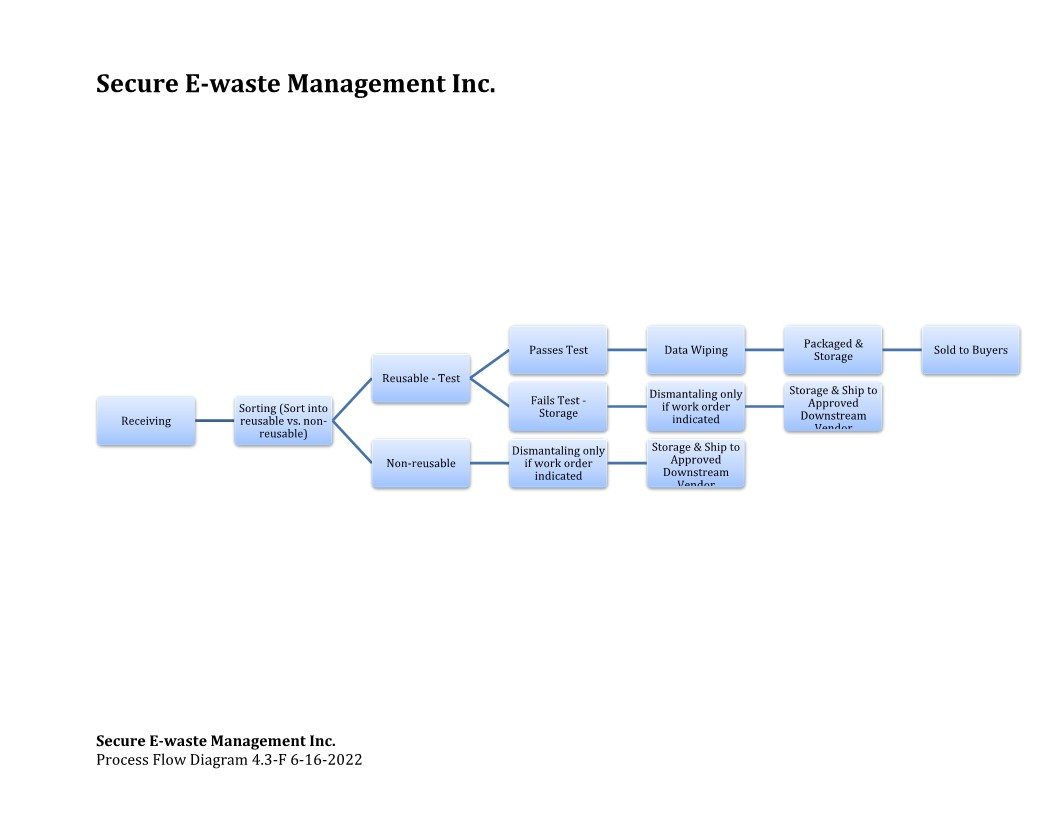 Secure E-waste Management Inc.
Receiving
Sorting (Sort into
reusable vs. non-
reusable)
Reusable - Test
Passes Test
Data Wiping
Packaged &
Storage
Sold to Buyers
Fails Test -
Storage
Dismantaling only
if work order
indicated
Storage & Ship to
Approved
Downstream
Vendor
Non-reusable
Dismantaling only
if work order
indicated
Storage & Ship to
Approved
Downstream
Vendor
Secure E-waste Management Inc.
Process Flow Diagram 4.3-F 6-16-2022